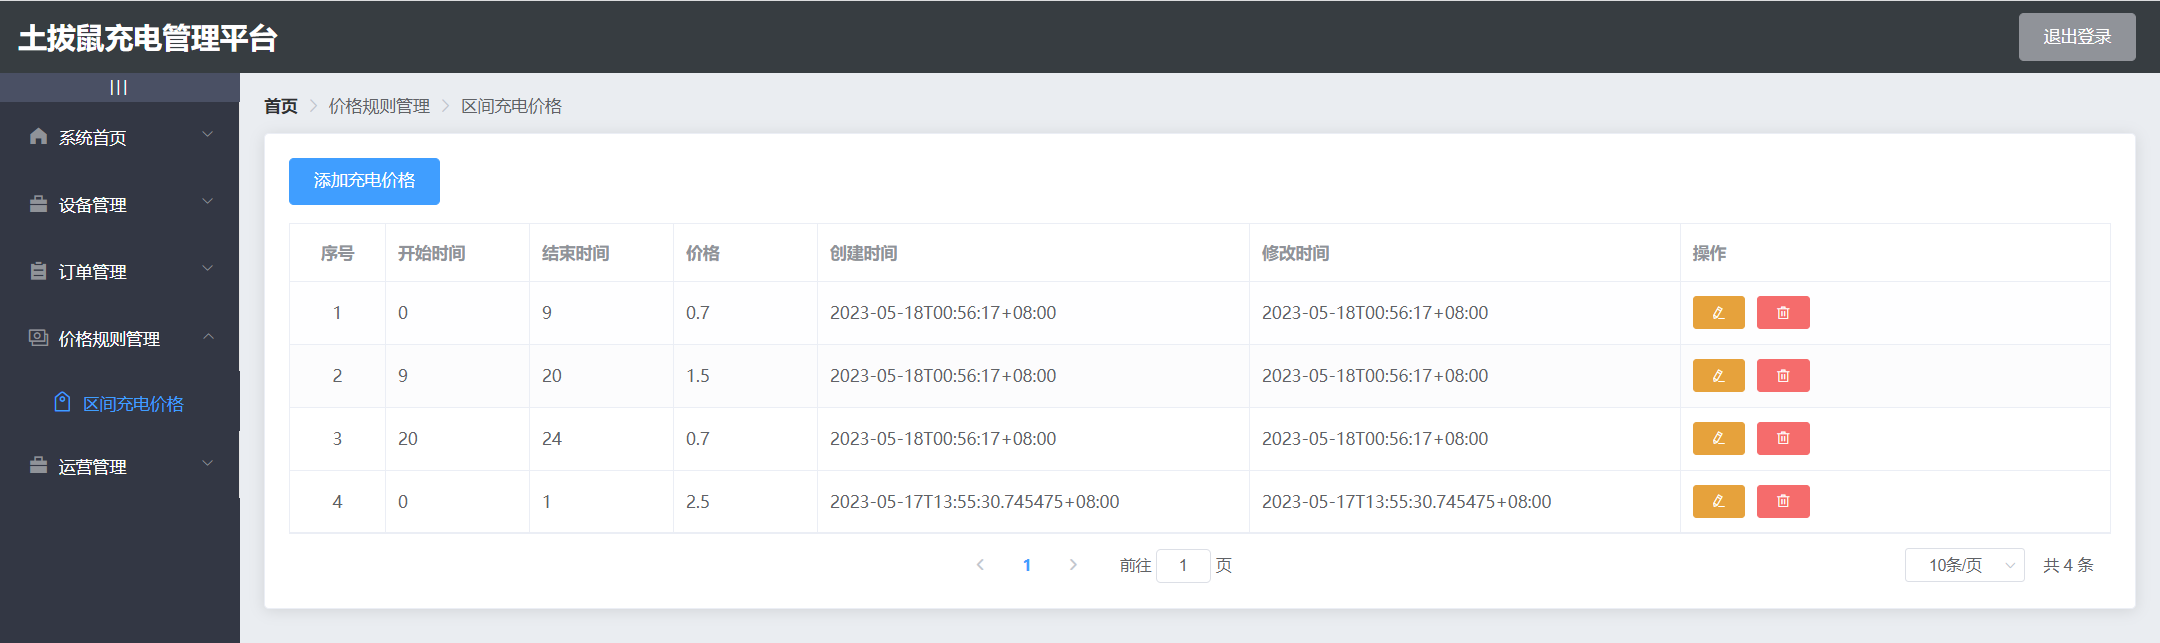 土拔鼠充电管理平台
退出登录
|||
首页 > 价格规则管理 > 区间充电价格
系统首页
设备管理
订单管理
价格规则管理
区间充电价格
运营管理
添加充电价格
序号 开始时间 结束时间 价格 创建时间 修改时间 操作
1 0 9 0.7 2023-05-18T00:56:17+08:00 2023-05-18T00:56:17+08:00
2 9 20 1.5 2023-05-18T00:56:17+08:00 2023-05-18T00:56:17+08:00
3 20 24 0.7 2023-05-18T00:56:17+08:00 2023-05-18T00:56:17+08:00
4 0 1 2.5 2023-05-17T13:55:30.745475+08:00 2023-05-17T13:55:30.745475+08:00
< 1 > 前往 1 页 10条/页 共 4 条